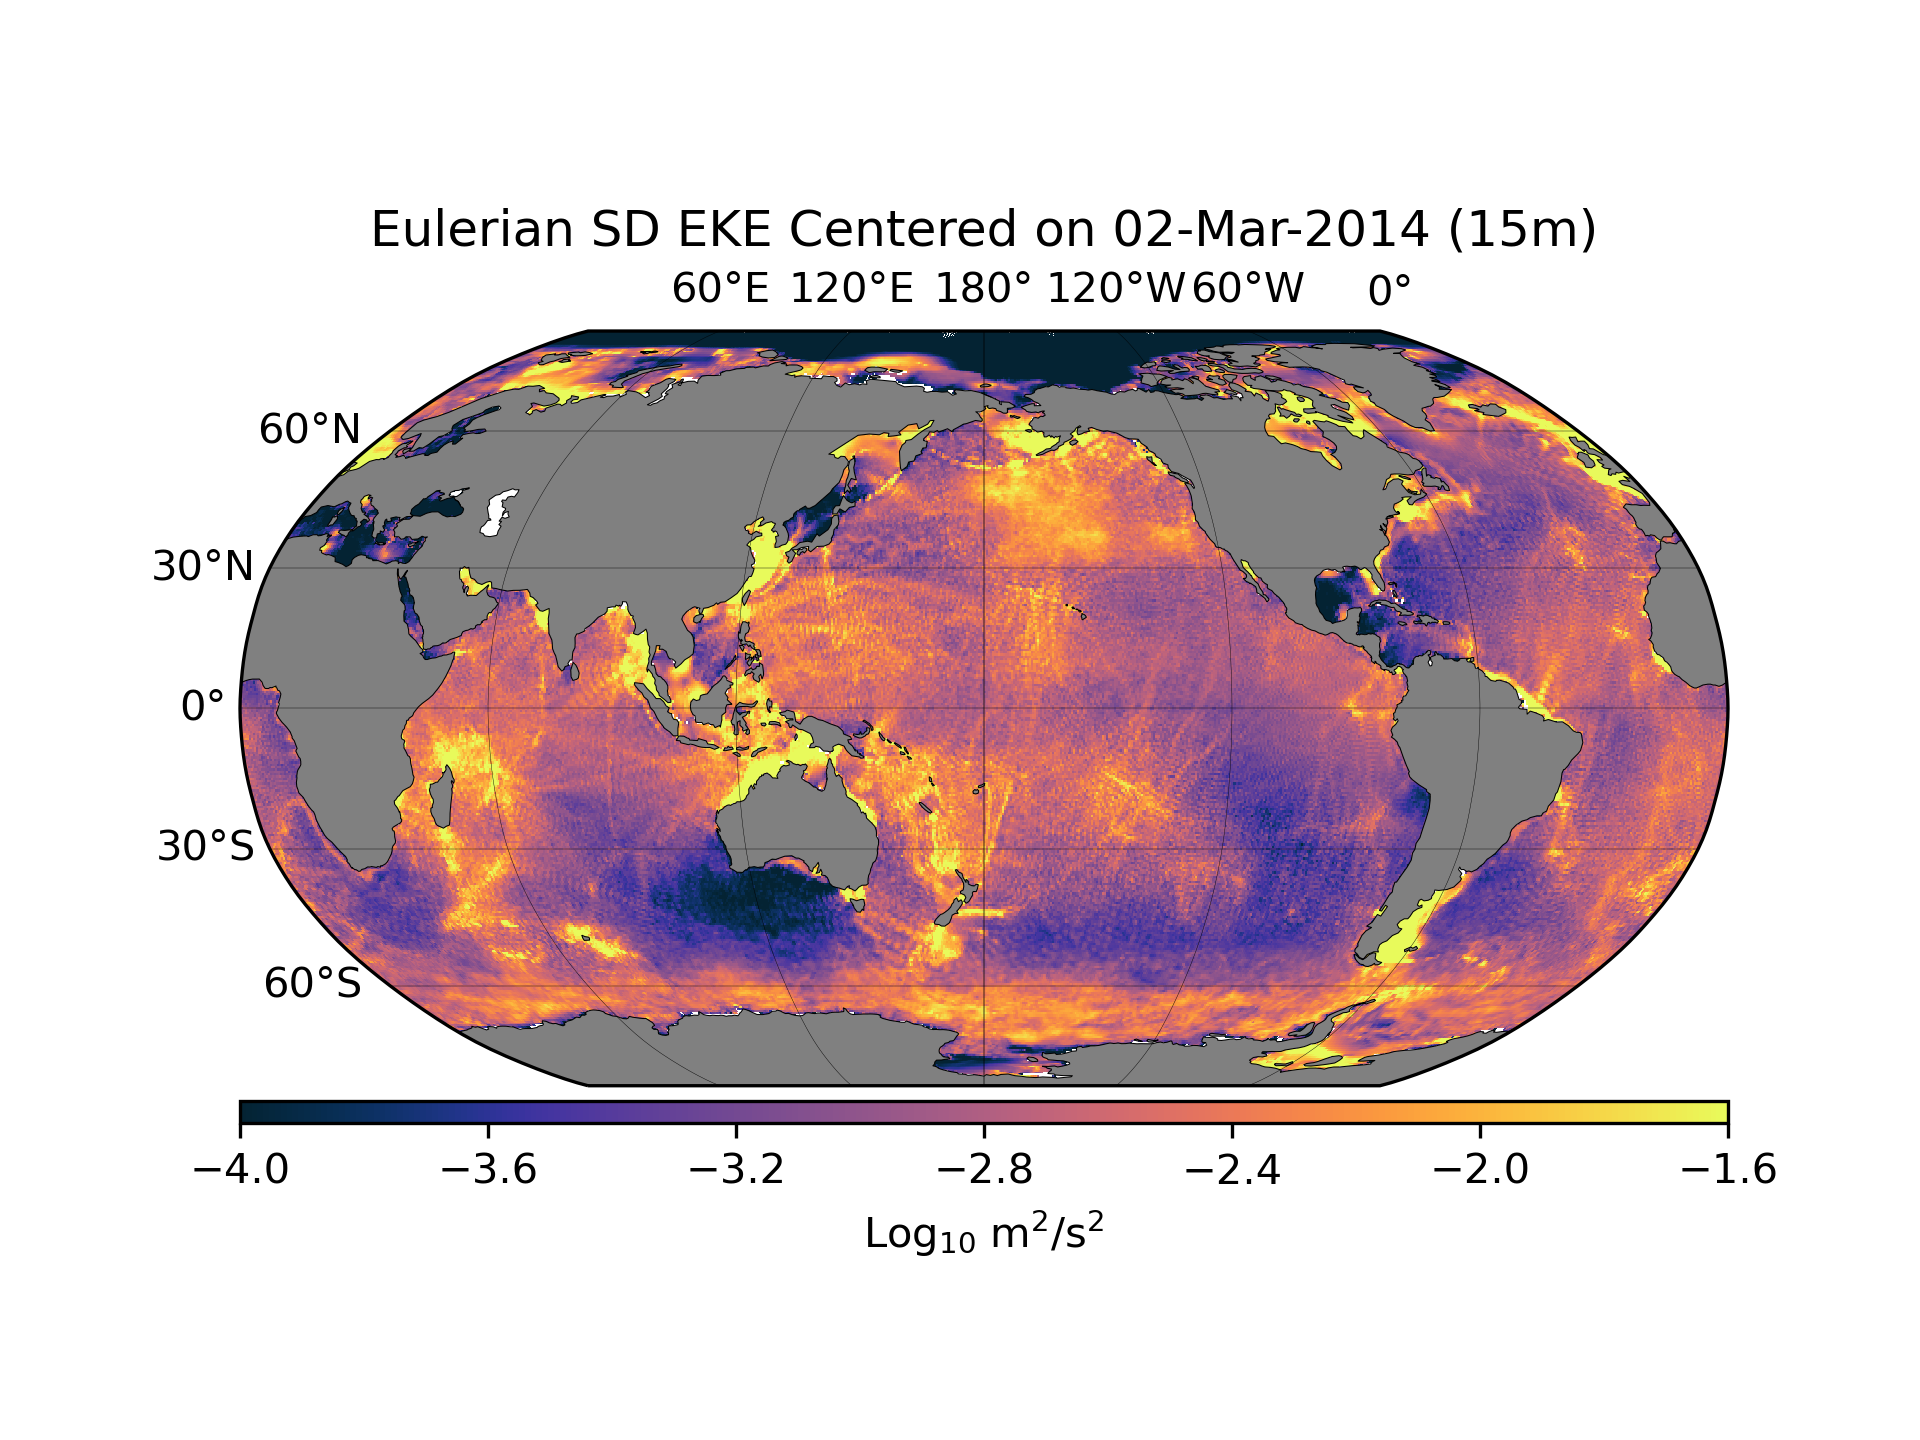 Eulerian SD EKE Centered on 02-Mar-2014 (15m)
60°E 120°E 180° 120°W 60°W 0°
60°N
30°N
0°
30°S
60°S
−4.0 −3.6 −3.2 −2.8 −2.4 −2.0 −1.6
Log₁₀ m²/s²